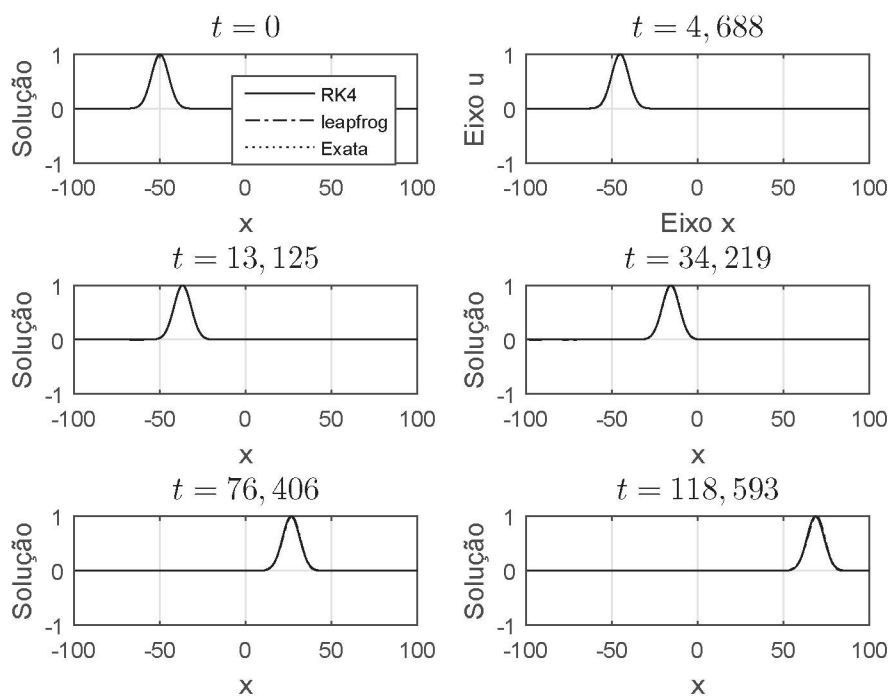 t = 0
Solução
1
0
-1
RK4
leapfrog
Exata
-100 -50 0 50 100
x
t = 4,688
Eixo u
1
0
-1
-100 -50 0 50 100
Eixo x
t = 13,125
Solução
1
0
-1
-100 -50 0 50 100
x
t = 34,219
Solução
1
0
-1
-100 -50 0 50 100
x
t = 76,406
Solução
1
0
-1
-100 -50 0 50 100
x
t = 118,593
Solução
1
0
-1
-100 -50 0 50 100
x